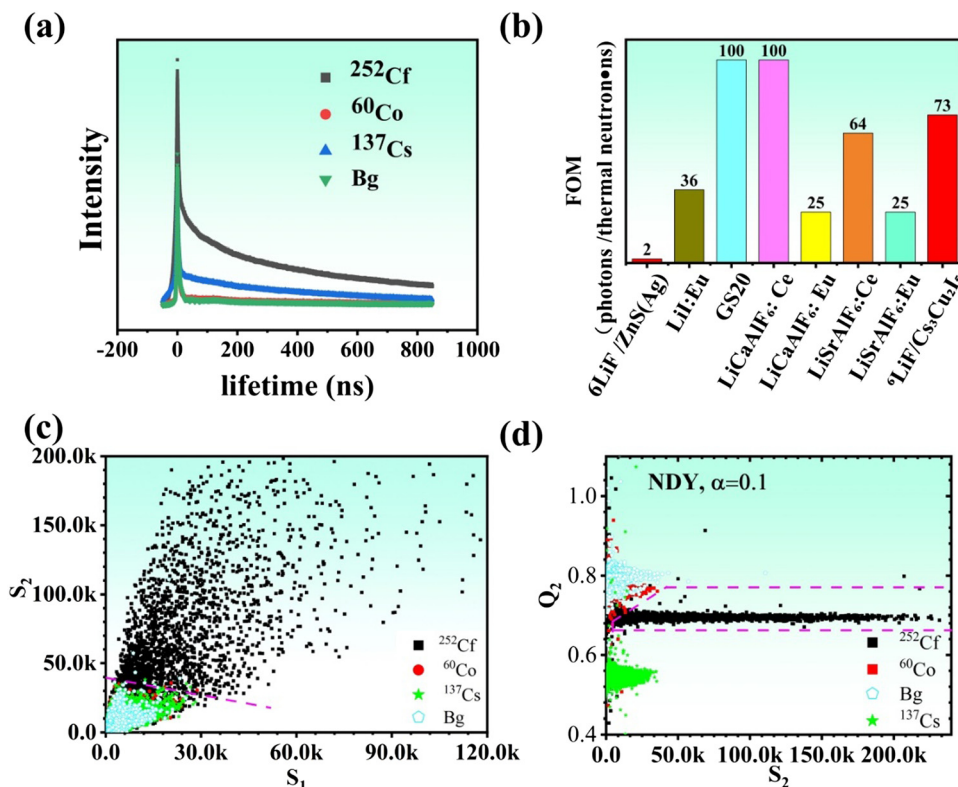 (a)
Intensity
²⁵²Cf
⁶⁰Co
¹³⁷Cs
Bg
-200 0 200 400 600 800 1000
lifetime (ns)
(b)
FOM
(photons /thermal neutron•ns)
2
36
100
100
25
64
25
73
6LiF /ZnS(Ag)
LiI:Eu
GS20
LiCaAlF₆: Ce
LiCaAlF₆: Eu
LiSrAlF₆:Ce
LiSrAlF₆:Eu
⁶LiF/Cs₃Cu₂I₅
(c)
200.0k
150.0k
100.0k
50.0k
0.0
S₂
²⁵²Cf
⁶⁰Co
¹³⁷Cs
Bg
0.0 30.0k 60.0k 90.0k 120.0k
S₁
(d)
NDY, α=0.1
1.0
0.8
0.6
0.4
Q₂
²⁵²Cf
⁶⁰Co
Bg
¹³⁷Cs
0.0 50.0k 100.0k 150.0k 200.0k
S₂